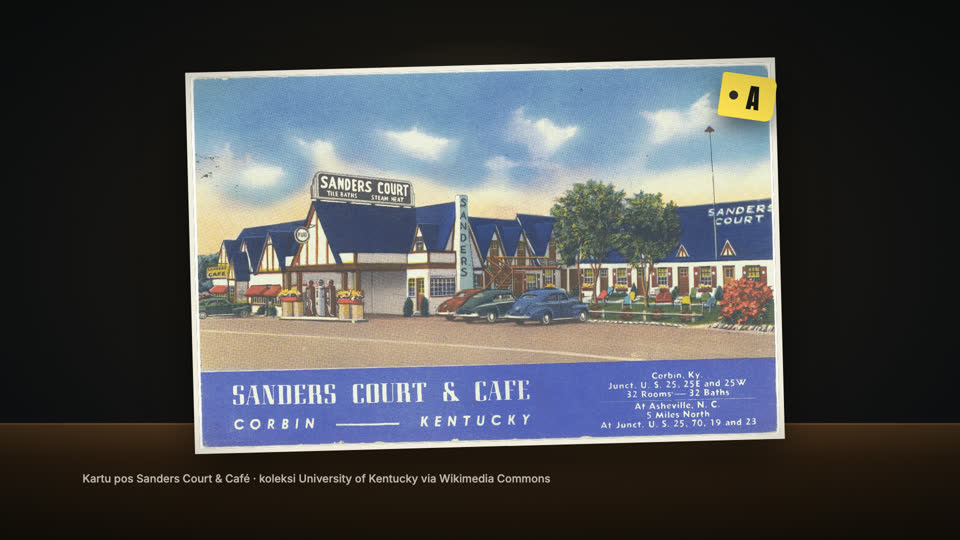 A
SANDERS COURT
TILE BATHS STEAM HEAT
SANDERS
SANDERS
COURT
CAFE
SANDERS COURT & CAFE
CORBIN KENTUCKY
Corbin, Ky.
Junct. U. S. 25, 25E and 25W
32 Rooms — 32 Baths
At Asheville, N. C.
5 Miles North
At Junct. U. S. 25, 70, 19 and 23
Kartu pos Sanders Court & Café · koleksi University of Kentucky via Wikimedia Commons